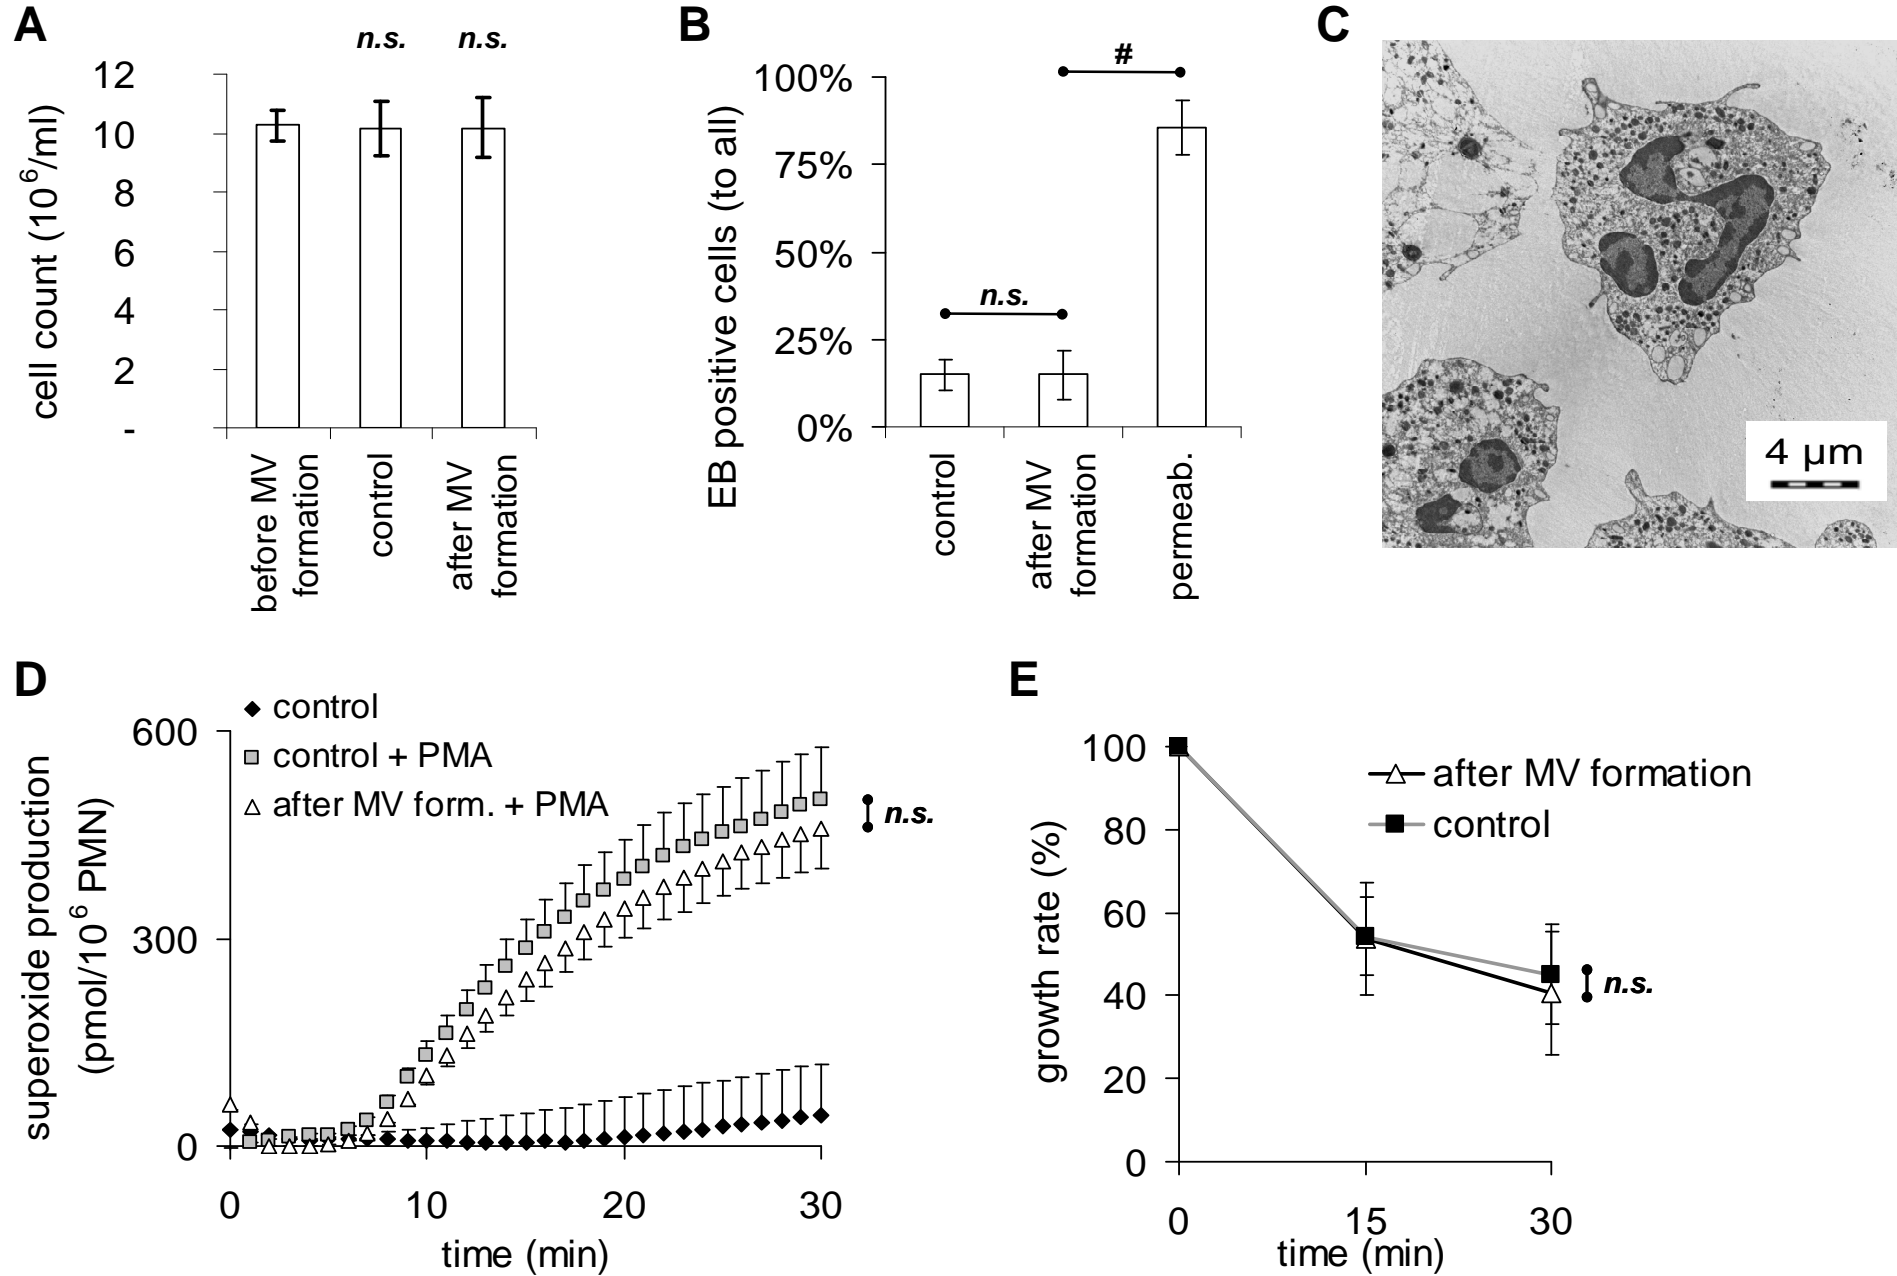 A
n.s.
n.s.
cell count (10⁶/ml)
12
10
8
6
4
2
-
before MV
formation
control
after MV
formation
B
#
n.s.
EB positive cells (to all)
100%
75%
50%
25%
0%
control
after MV
formation
permeab.
C
4 µm
D
control
control + PMA
after MV form. + PMA
superoxide production
(pmol/10⁶ PMN)
600
300
0
n.s.
0
10
20
30
time (min)
E
after MV formation
control
growth rate (%)
100
80
60
40
20
0
n.s.
0
15
30
time (min)